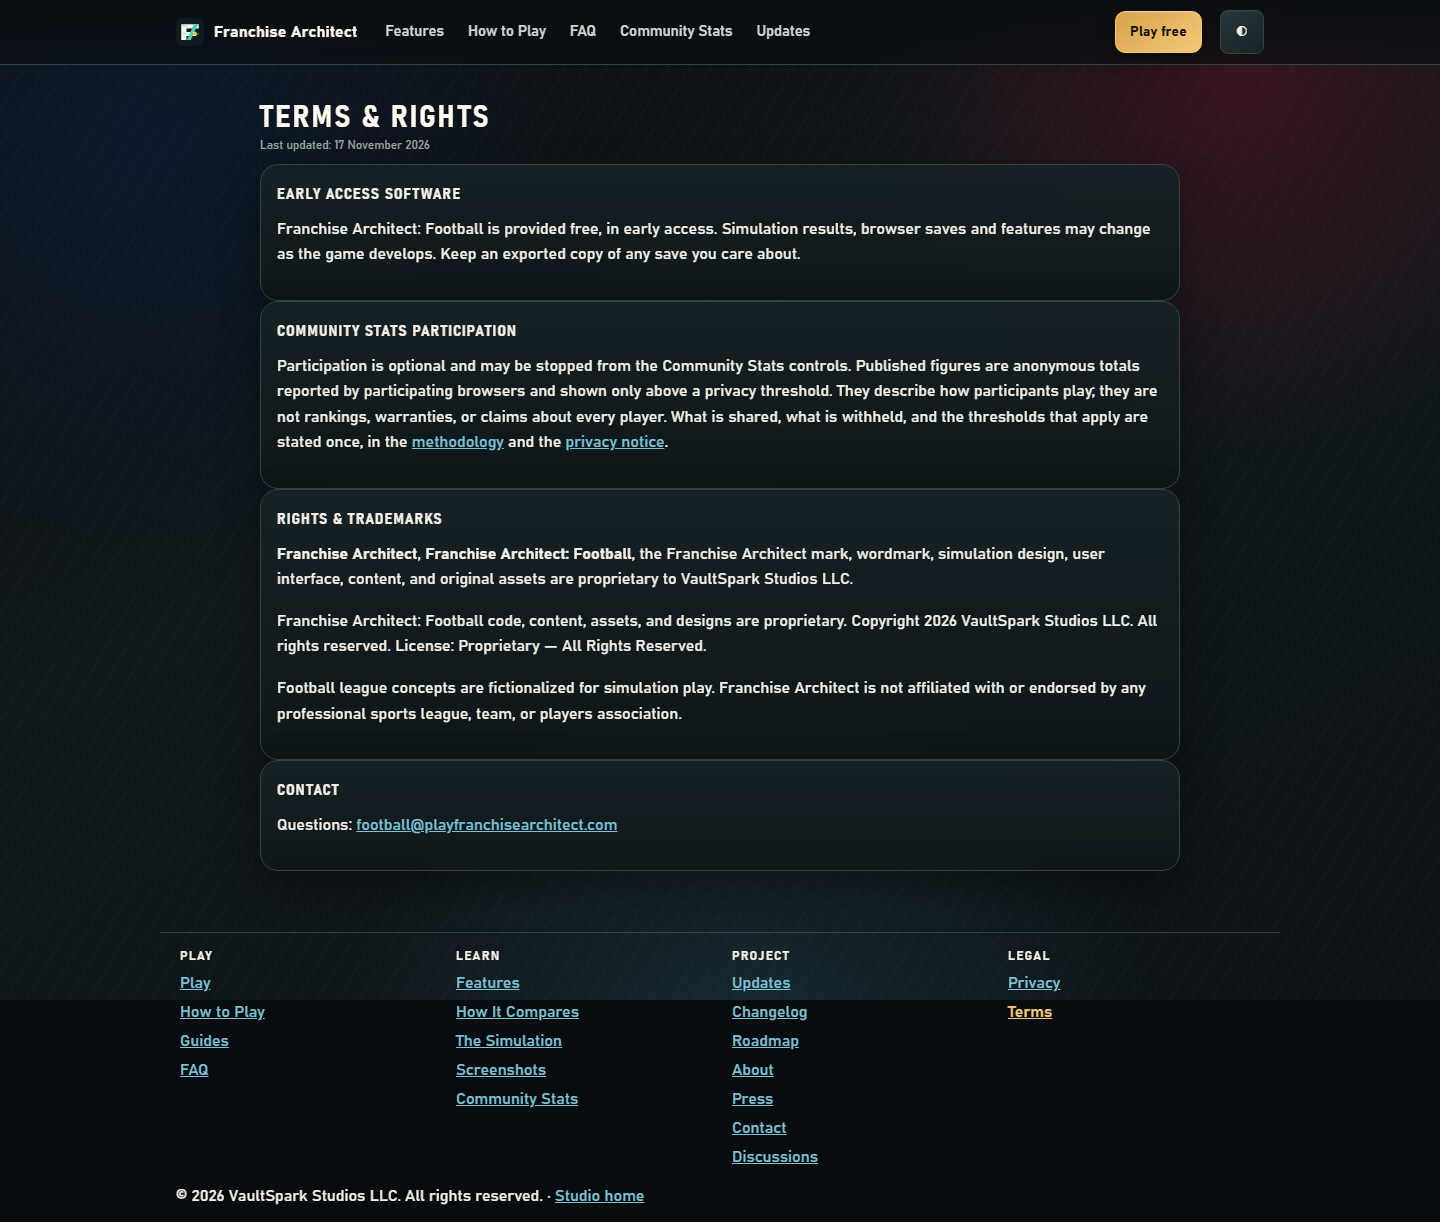 Franchise Architect
Features
How to Play
FAQ
Community Stats
Updates
Play free
TERMS & RIGHTS
Last updated: 17 November 2026
EARLY ACCESS SOFTWARE
Franchise Architect: Football is provided free, in early access. Simulation results, browser saves and features may change
as the game develops. Keep an exported copy of any save you care about.
COMMUNITY STATS PARTICIPATION
Participation is optional and may be stopped from the Community Stats controls. Published figures are anonymous totals
reported by participating browsers and shown only above a privacy threshold. They describe how participants play; they are
not rankings, warranties, or claims about every player. What is shared, what is withheld, and the thresholds that apply are
stated once, in the methodology and the privacy notice.
RIGHTS & TRADEMARKS
Franchise Architect, Franchise Architect: Football, the Franchise Architect mark, wordmark, simulation design, user
interface, content, and original assets are proprietary to VaultSpark Studios LLC.
Franchise Architect: Football code, content, assets, and designs are proprietary. Copyright 2026 VaultSpark Studios LLC. All
rights reserved. License: Proprietary — All Rights Reserved.
Football league concepts are fictionalized for simulation play. Franchise Architect is not affiliated with or endorsed by any
professional sports league, team, or players association.
CONTACT
Questions: football@playfranchisearchitect.com
PLAY
Play
How to Play
Guides
FAQ
LEARN
Features
How It Compares
The Simulation
Screenshots
Community Stats
PROJECT
Updates
Changelog
Roadmap
About
Press
Contact
Discussions
LEGAL
Privacy
Terms
© 2026 VaultSpark Studios LLC. All rights reserved. · Studio home